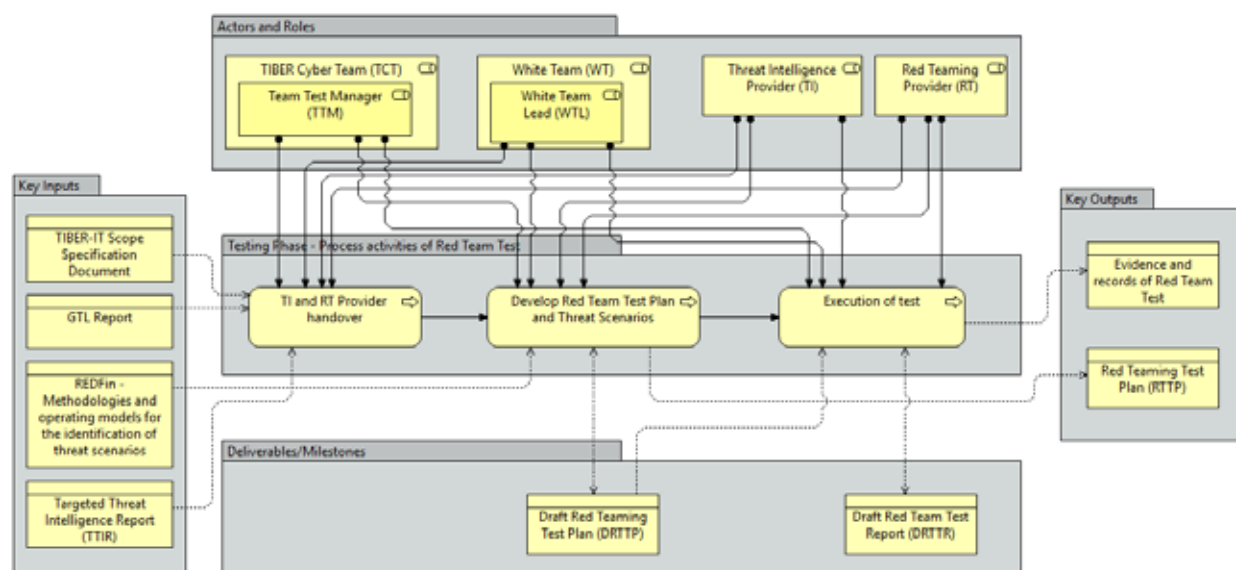 Actors and Roles
TIBER Cyber Team (TCT)
Team Test Manager
(TTM)
White Team (WT)
White Team
Lead (WTL)
Threat Intelligence
Provider (TI)
Red Teaming
Provider (RT)
Key Inputs
TIBER-IT Scope
Specification
Document
GTL Report
REDFin -
Methodologies and
operating models for
the identification of
threat scenarios
Targeted Threat
Intelligence Report
(TTIR)
Testing Phase - Process activities of Red Team Test
TI and RT Provider
handover
Develop Red Team Test Plan
and Threat Scenarios
Execution of test
Deliverables/Milestones
Draft Red Teaming
Test Plan (DRTTP)
Draft Red Team Test
Report (DRTTR)
Key Outputs
Evidence and
records of Red Team
Test
Red Teaming Test
Plan (RTTP)